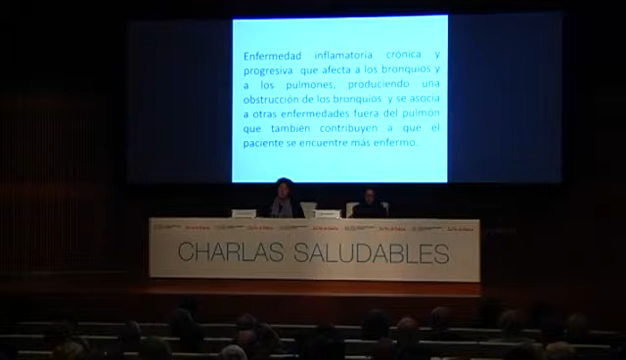 Enfermedad inflamatoria crónica y
progresiva que afecta a los bronquios y
a los pulmones, produciendo una
obstrucción de los bronquios y se asocia
a otras enfermedades fuera del pulmón
que también contribuyen a que el
paciente se encuentre más enfermo.
CHARLAS SALUDABLES